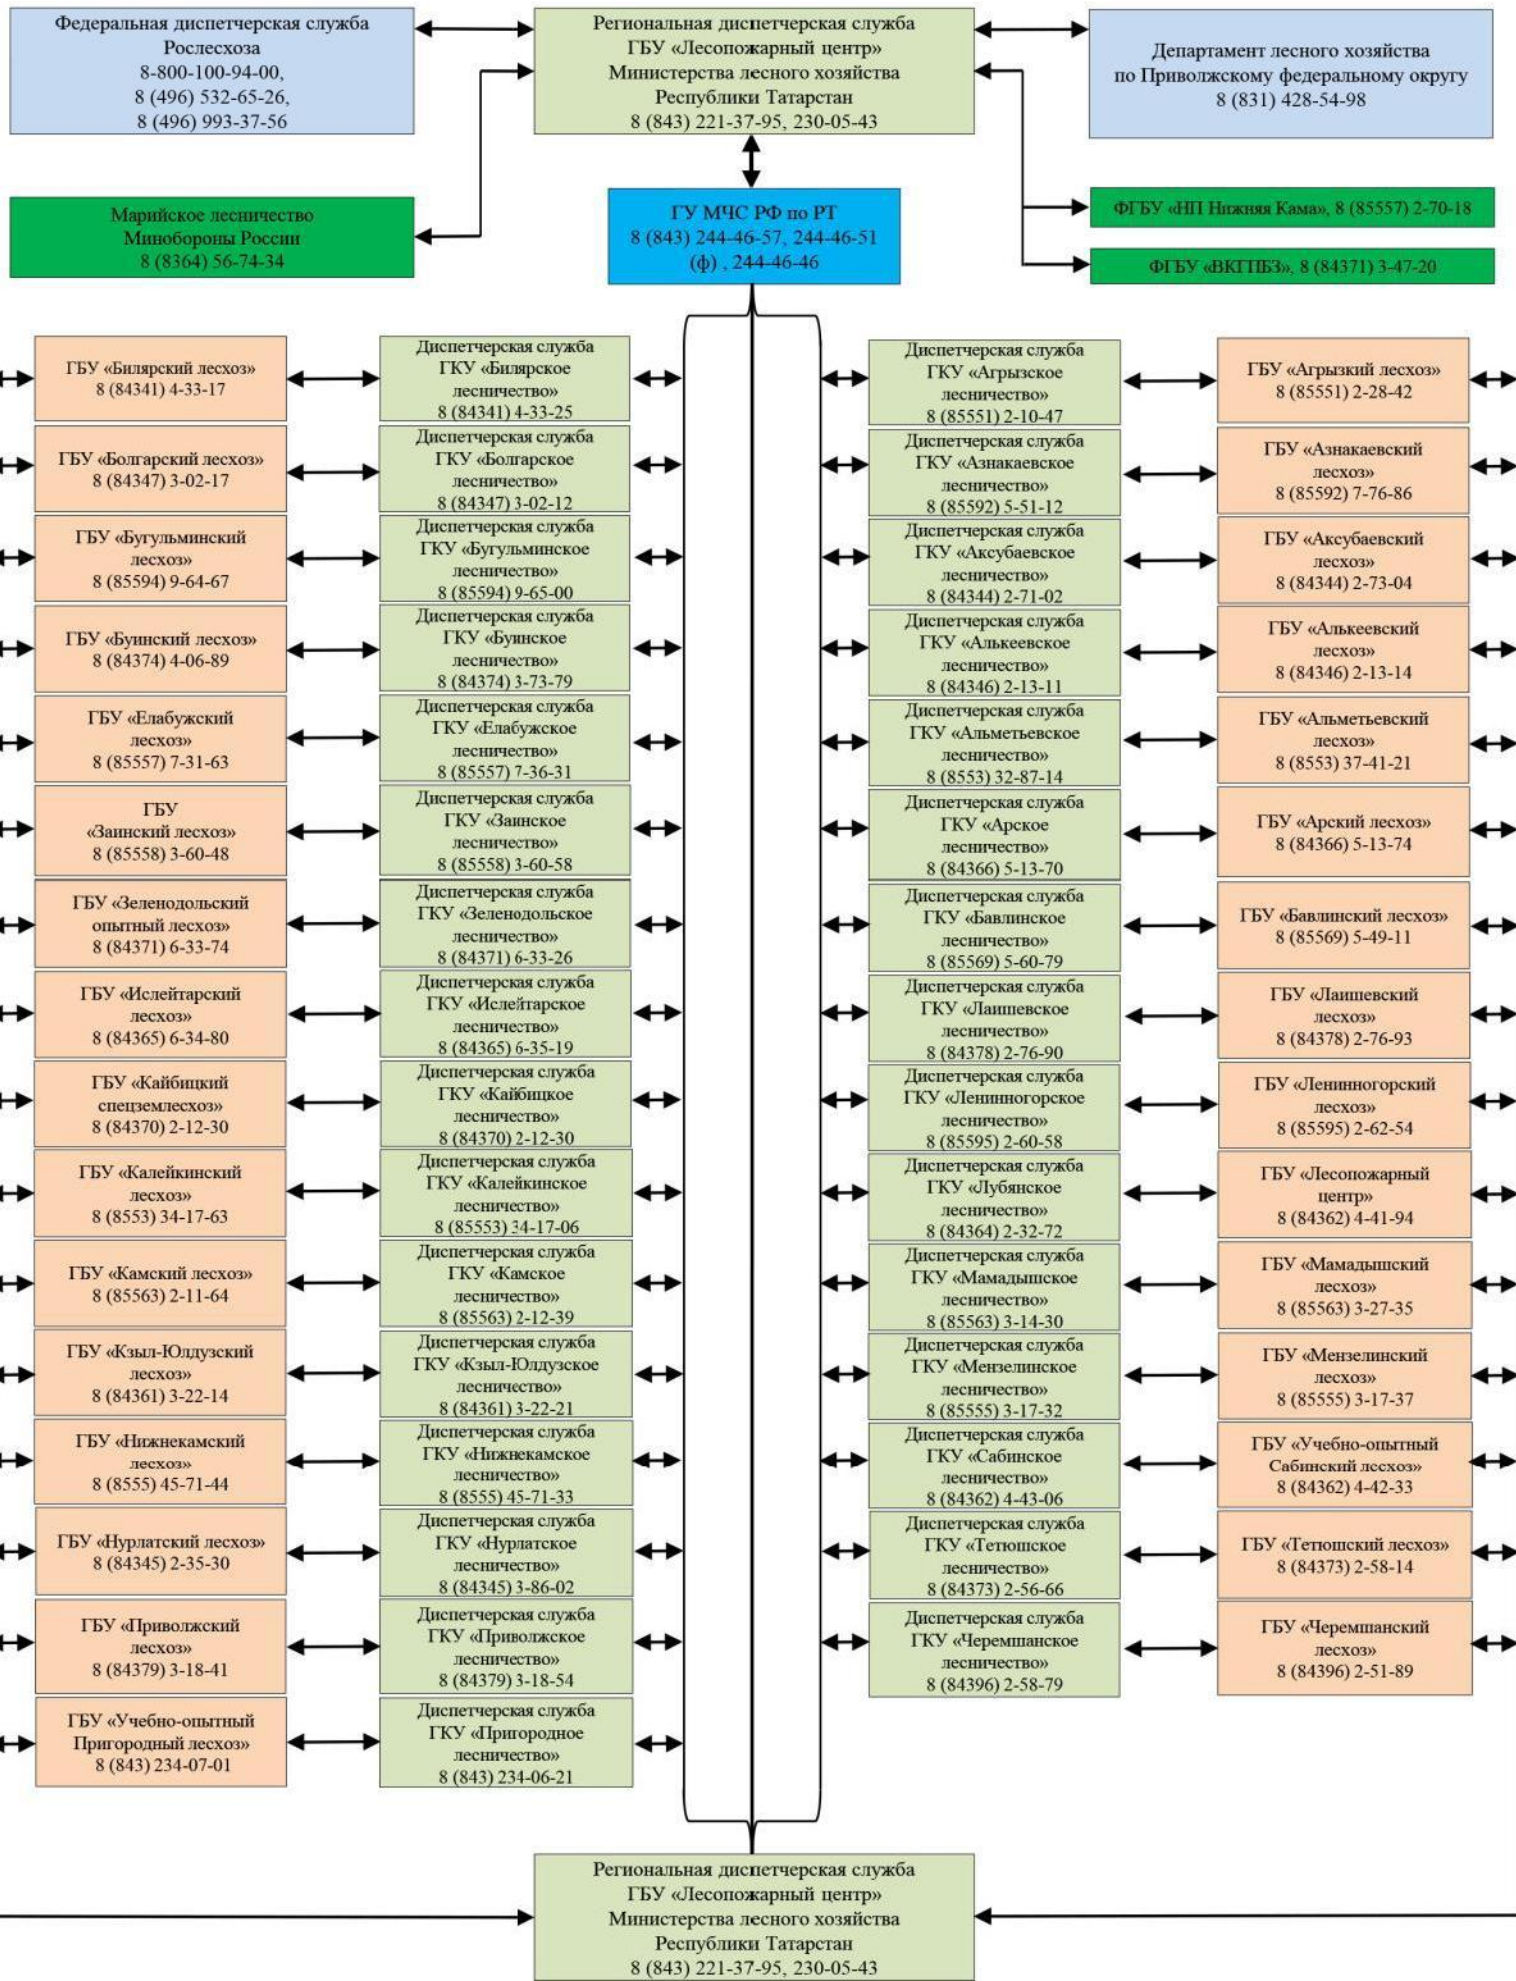 Федеральная диспетчерская служба
Рослесхоза
8-800-100-94-00,
8 (496) 532-65-26,
8 (496) 993-37-56
Региональная диспетчерская служба
ГБУ «Лесопожарный центр»
Министерства лесного хозяйства
Республики Татарстан
8 (843) 221-37-95, 230-05-43
Департамент лесного хозяйства
по Приволжскому федеральному округу
8 (831) 428-54-98
Марийское лесничество
Минобороны России
8 (8364) 56-74-34
ГУ МЧС РФ по РТ
8 (843) 244-46-57, 244-46-51
(ф) , 244-46-46
ФГБУ «НП Нижняя Кама», 8 (85557) 2-70-18
ФГБУ «ВКГПБЗ», 8 (84371) 3-47-20
ГБУ «Билярский лесхоз»
8 (84341) 4-33-17
Диспетчерская служба
ГКУ «Билярское
лесничество»
8 (84341) 4-33-25
Диспетчерская служба
ГКУ «Агрызское
лесничество»
8 (85551) 2-10-47
ГБУ «Агрызкий лесхоз»
8 (85551) 2-28-42
ГБУ «Болгарский лесхоз»
8 (84347) 3-02-17
Диспетчерская служба
ГКУ «Болгарское
лесничество»
8 (84347) 3-02-12
Диспетчерская служба
ГКУ «Азнакаевское
лесничество»
8 (85592) 5-51-12
ГБУ «Азнакаевский
лесхоз»
8 (85592) 7-76-86
ГБУ «Бугульминский
лесхоз»
8 (85594) 9-64-67
Диспетчерская служба
ГКУ «Бугульминское
лесничество»
8 (85594) 9-65-00
Диспетчерская служба
ГКУ «Аксубаевское
лесничество»
8 (84344) 2-71-02
ГБУ «Аксубаевский
лесхоз»
8 (84344) 2-73-04
ГБУ «Буинский лесхоз»
8 (84374) 4-06-89
Диспетчерская служба
ГКУ «Буинское
лесничество»
8 (84374) 3-73-79
Диспетчерская служба
ГКУ «Алькеевское
лесничество»
8 (84346) 2-13-11
ГБУ «Алькеевский
лесхоз»
8 (84346) 2-13-14
ГБУ «Елабужский
лесхоз»
8 (85557) 7-31-63
Диспетчерская служба
ГКУ «Елабужское
лесничество»
8 (85557) 7-36-31
Диспетчерская служба
ГКУ «Альметьевское
лесничество»
8 (8553) 32-87-14
ГБУ «Альметьевский
лесхоз»
8 (8553) 37-41-21
ГБУ
«Заинский лесхоз»
8 (85558) 3-60-48
Диспетчерская служба
ГКУ «Заинское
лесничество»
8 (85558) 3-60-58
Диспетчерская служба
ГКУ «Арское
лесничество»
8 (84366) 5-13-70
ГБУ «Арский лесхоз»
8 (84366) 5-13-74
ГБУ «Зеленодольский
опытный лесхоз»
8 (84371) 6-33-74
Диспетчерская служба
ГКУ «Зеленодольское
лесничество»
8 (84371) 6-33-26
Диспетчерская служба
ГКУ «Бавлинское
лесничество»
8 (85569) 5-60-79
ГБУ «Бавлинский лесхоз»
8 (85569) 5-49-11
ГБУ «Ислейтарский
лесхоз»
8 (84365) 6-34-80
Диспетчерская служба
ГКУ «Ислейтарское
лесничество»
8 (84365) 6-35-19
Диспетчерская служба
ГКУ «Лаишевское
лесничество»
8 (84378) 2-76-90
ГБУ «Лаишевский
лесхоз»
8 (84378) 2-76-93
ГБУ «Кайбицкий
спецземлесхоз»
8 (84370) 2-12-30
Диспетчерская служба
ГКУ «Кайбицкое
лесничество»
8 (84370) 2-12-30
Диспетчерская служба
ГКУ «Лениногорское
лесничество»
8 (85595) 2-60-58
ГБУ «Ленинногорский
лесхоз»
8 (85595) 2-62-54
ГБУ «Калейкинский
лесхоз»
8 (8553) 34-17-63
Диспетчерская служба
ГКУ «Калейкинское
лесничество»
8 (85553) 34-17-06
Диспетчерская служба
ГКУ «Лубянское
лесничество»
8 (84364) 2-32-72
ГБУ «Лесопожарный
центр»
8 (84362) 4-41-94
ГБУ «Камский лесхоз»
8 (85563) 2-11-64
Диспетчерская служба
ГКУ «Камское
лесничество»
8 (85563) 2-12-39
Диспетчерская служба
ГКУ «Мамадышское
лесничество»
8 (85563) 3-14-30
ГБУ «Мамадышский
лесхоз»
8 (85563) 3-27-35
ГБУ «Кзыл-Юлдузский
лесхоз»
8 (84361) 3-22-14
Диспетчерская служба
ГКУ «Кзыл-Юлдузское
лесничество»
8 (84361) 3-22-21
Диспетчерская служба
ГКУ «Мензелинское
лесничество»
8 (85555) 3-17-32
ГБУ «Мензелинский
лесхоз»
8 (85555) 3-17-37
ГБУ «Нижнекамский
лесхоз»
8 (8555) 45-71-44
Диспетчерская служба
ГКУ «Нижнекамское
лесничество»
8 (8555) 45-71-33
Диспетчерская служба
ГКУ «Сабинское
лесничество»
8 (84362) 4-43-06
ГБУ «Учебно-опытный
Сабинский лесхоз»
8 (84362) 4-42-33
ГБУ «Нурлатский лесхоз»
8 (84345) 2-35-30
Диспетчерская служба
ГКУ «Нурлатское
лесничество»
8 (84345) 3-86-02
Диспетчерская служба
ГКУ «Тетюшское
лесничество»
8 (84373) 2-56-66
ГБУ «Тетюшский лесхоз»
8 (84373) 2-58-14
ГБУ «Приволжский
лесхоз»
8 (84379) 3-18-41
Диспетчерская служба
ГКУ «Приволжское
лесничество»
8 (84379) 3-18-54
Диспетчерская служба
ГКУ «Черемшанское
лесничество»
8 (84396) 2-58-79
ГБУ «Черемшанский
лесхоз»
8 (84396) 2-51-89
ГБУ «Учебно-опытный
Пригородный лесхоз»
8 (843) 234-07-01
Диспетчерская служба
ГКУ «Пригородное
лесничество»
8 (843) 234-06-21
Региональная диспетчерская служба
ГБУ «Лесопожарный центр»
Министерства лесного хозяйства
Республики Татарстан
8 (843) 221-37-95, 230-05-43